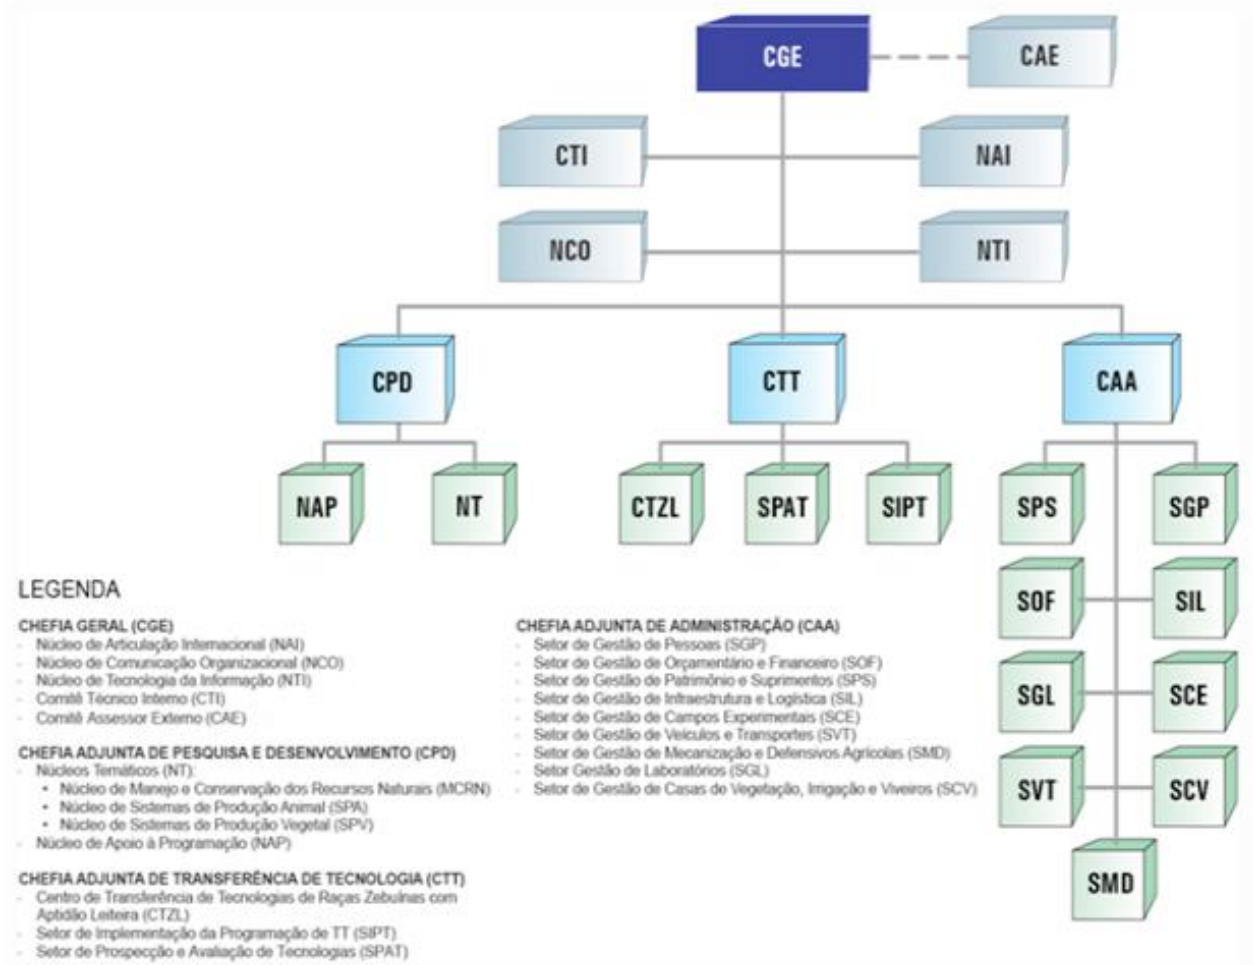 CGE
CAE
CTI
NAI
NCO
NTI
CPD
CTT
CAA
NAP
NT
CTZL
SPAT
SIPT
SPS
SGP
SOF
SIL
SGL
SCE
SVT
SCV
SMD
LEGENDA
CHEFIA GERAL (CGE)
- Núcleo de Articulação Internacional (NAI)
- Núcleo de Comunicação Organizacional (NCO)
- Núcleo de Tecnologia da Informação (NTI)
- Comitê Técnico Interno (CTI)
- Comitê Assessor Externo (CAE)
CHEFIA ADJUNTA DE PESQUISA E DESENVOLVIMENTO (CPD)
- Núcleos Temáticos (NT):
• Núcleo de Manejo e Conservação dos Recursos Naturais (MCRN)
• Núcleo de Sistemas de Produção Animal (SPA)
• Núcleo de Sistemas de Produção Vegetal (SPV)
- Núcleo de Apoio à Programação (NAP)
CHEFIA ADJUNTA DE TRANSFERÊNCIA DE TECNOLOGIA (CTT)
- Centro de Transferência de Tecnologias de Raças Zebuínas com
Aptidão Leiteira (CTZL)
- Setor de Implementação da Programação de TT (SIPT)
- Setor de Prospecção e Avaliação de Tecnologias (SPAT)
CHEFIA ADJUNTA DE ADMINISTRAÇÃO (CAA)
- Setor de Gestão de Pessoas (SGP)
- Setor de Gestão de Orçamentário e Financeiro (SOF)
- Setor de Gestão de Patrimônio e Suprimentos (SPS)
- Setor de Gestão de Infraestrutura e Logística (SIL)
- Setor de Gestão de Campos Experimentais (SCE)
- Setor de Gestão de Veículos e Transportes (SVT)
- Setor de Gestão de Mecanização e Defensivos Agrícolas (SMD)
- Setor Gestão de Laboratórios (SGL)
- Setor de Gestão de Casas de Vegetação, Irrigação e Viveiros (SCV)